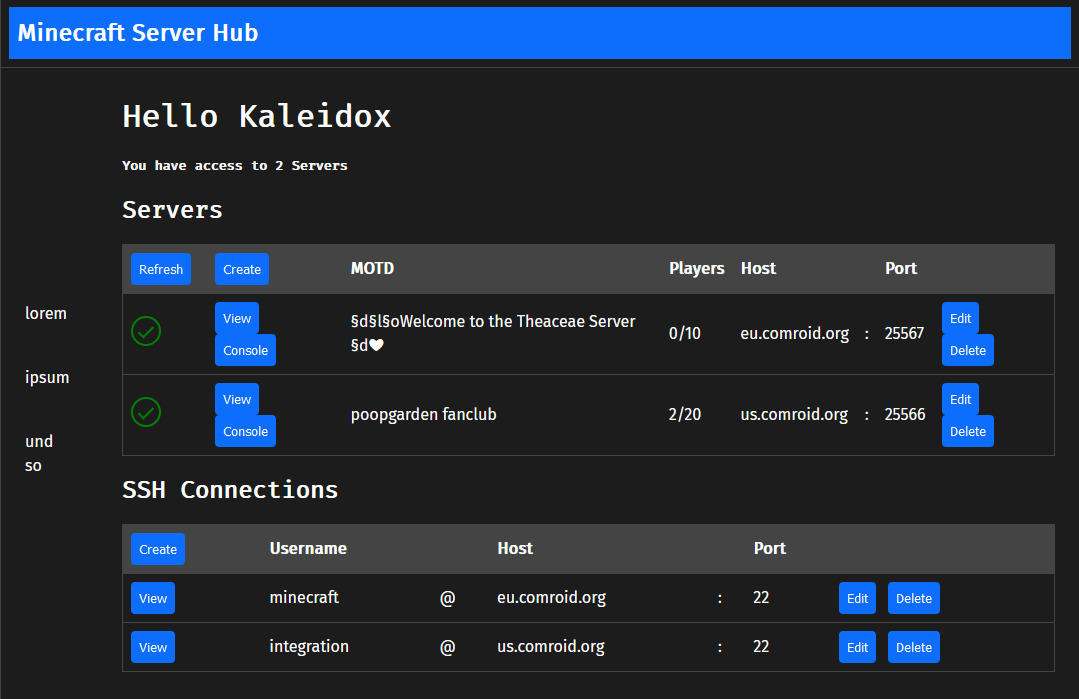 Minecraft Server Hub
Hello Kaleidox
You have access to 2 Servers
Servers
Refresh Create MOTD Players Host Port
View
Console
§d§l§oWelcome to the Theaceae Server
§d❤
0/10 eu.comroid.org : 25567
Edit
Delete
View
Console
poopgarden fanclub 2/20 us.comroid.org : 25566
Edit
Delete
lorem
ipsum
und
so
SSH Connections
Create Username Host Port
View minecraft @ eu.comroid.org : 22 Edit Delete
View integration @ us.comroid.org : 22 Edit Delete